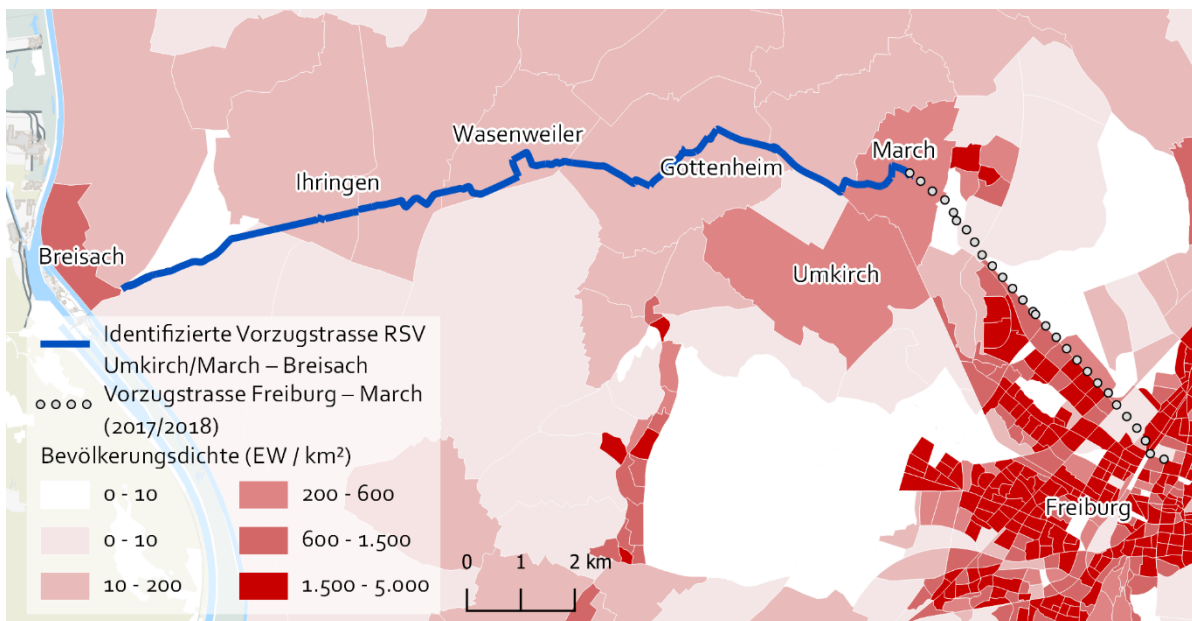 Wasenweiler
March
Gottenheim
Ihringen
Breisach
Umkirch
Freiburg
Identifizierte Vorzugstrasse RSV
Umkirch/March – Breisach
Vorzugstrasse Freiburg – March
(2017/2018)
Bevölkerungsdichte (EW / km²)
0 - 10
200 - 600
0 - 10
600 - 1.500
10 - 200
1.500 - 5.000
0 1 2 km